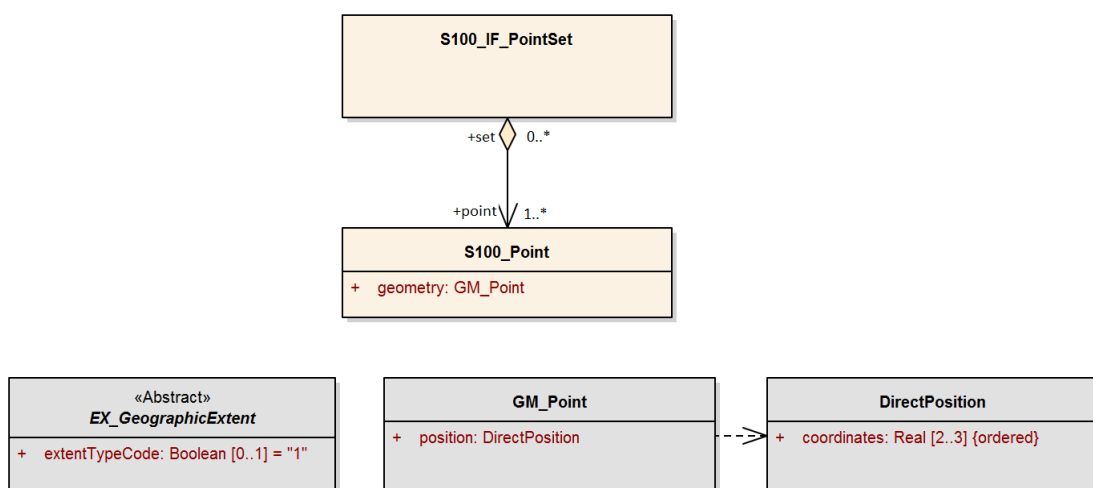 S100_IF_PointSet
+set 0..*
+point 1..*
S100_Point
+ geometry: GM_Point
«Abstract»
EX_GeographicExtent
+ extentTypeCode: Boolean [0..1] = "1"
GM_Point
+ position: DirectPosition
DirectPosition
+ coordinates: Real [2..3] {ordered}